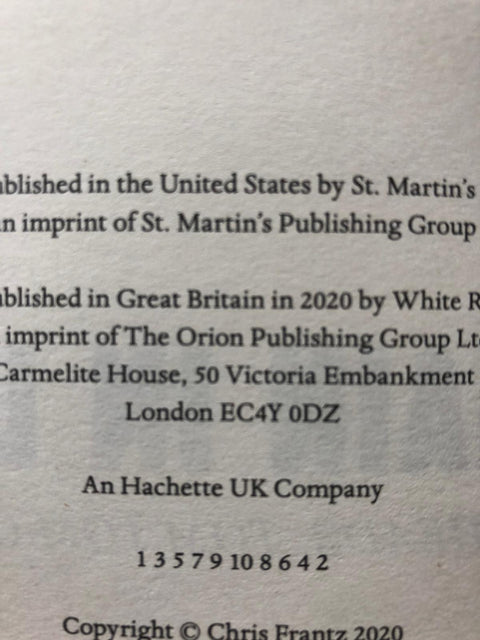 ublished in the United States by St. Martin's
n imprint of St. Martin's Publishing Group
ublished in Great Britain in 2020 by White R
imprint of The Orion Publishing Group Lt
Carmelite House, 50 Victoria Embankment
London EC4Y 0DZ
An Hachette UK Company
1 3 5 7 9 10 8 6 4 2
Copyright © Chris Frantz 2020